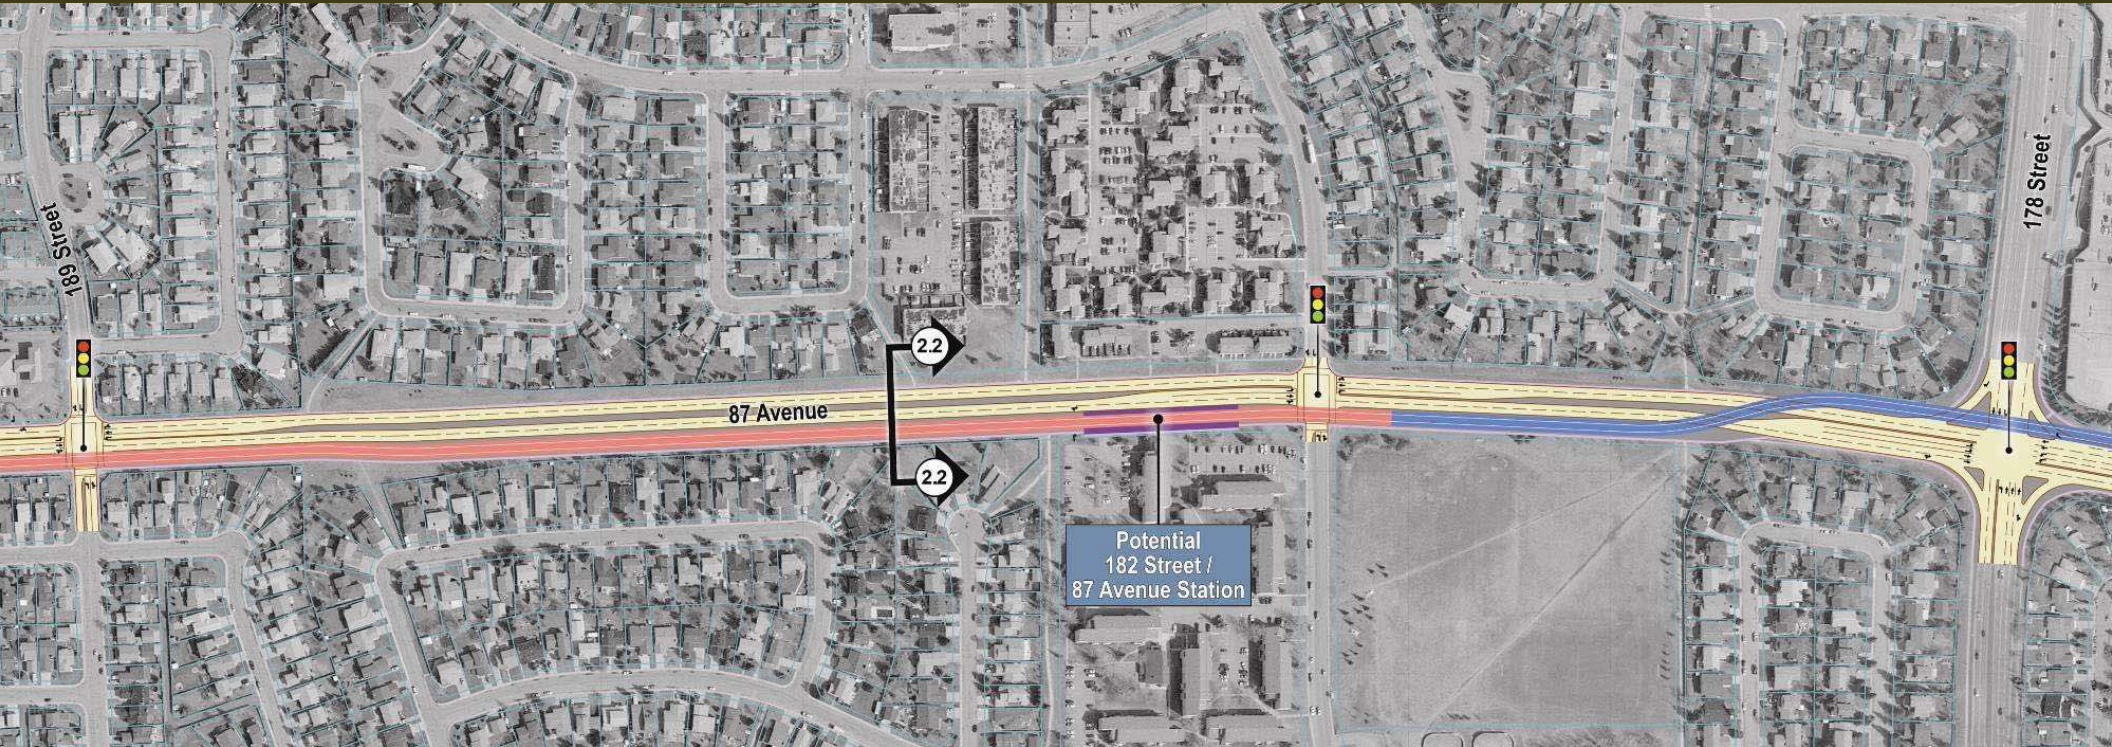 189 Street
178 Street
2.2
87 Avenue
2.2
Potential
182 Street /
87 Avenue Station